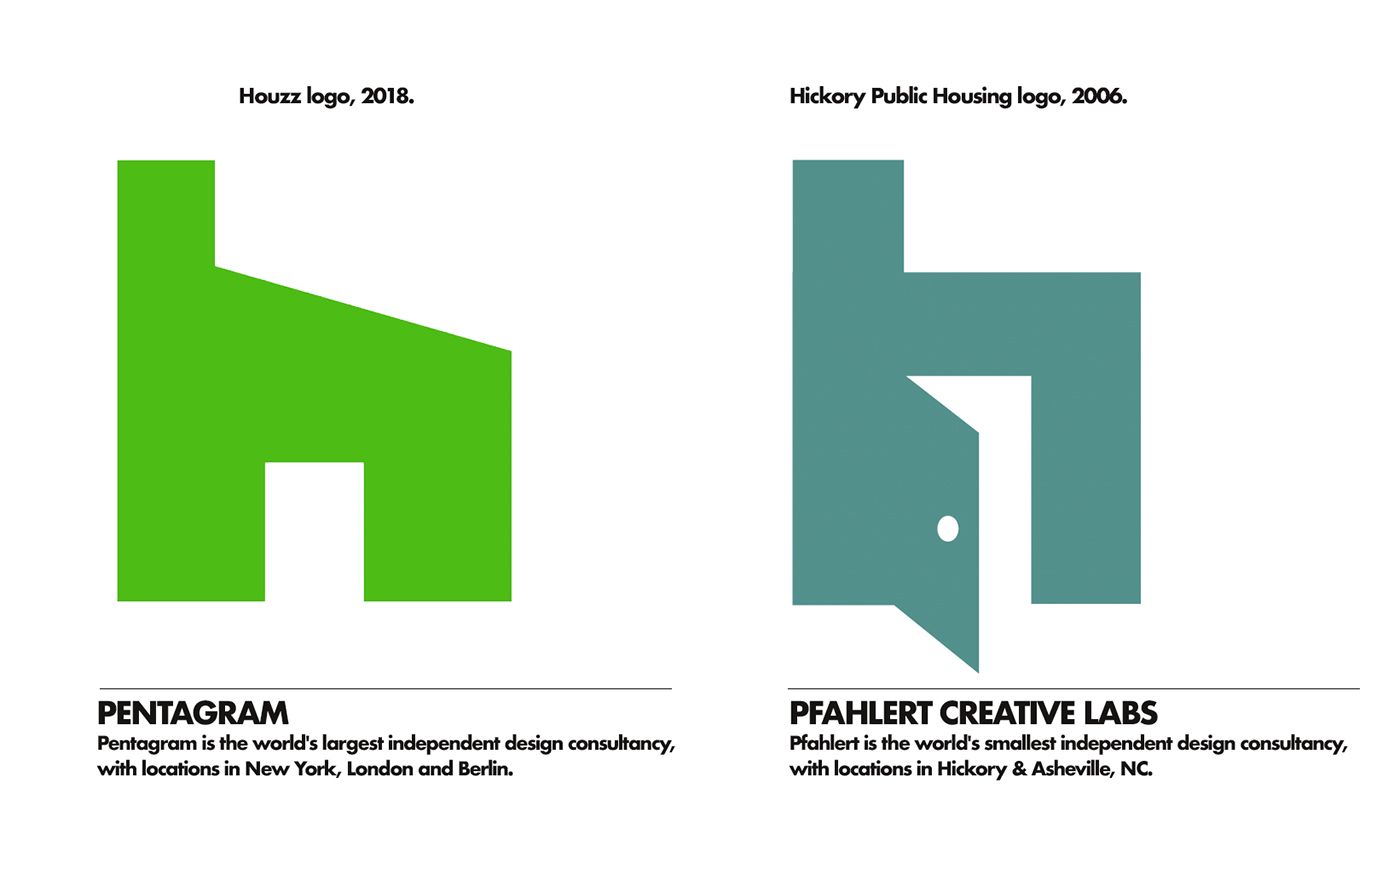 Houzz logo, 2018.
Hickory Public Housing logo, 2006.
PENTAGRAM
Pentagram is the world's largest independent design consultancy,
with locations in New York, London and Berlin.
PFAHLERT CREATIVE LABS
Pfahlert is the world's smallest independent design consultancy,
with locations in Hickory & Asheville, NC.